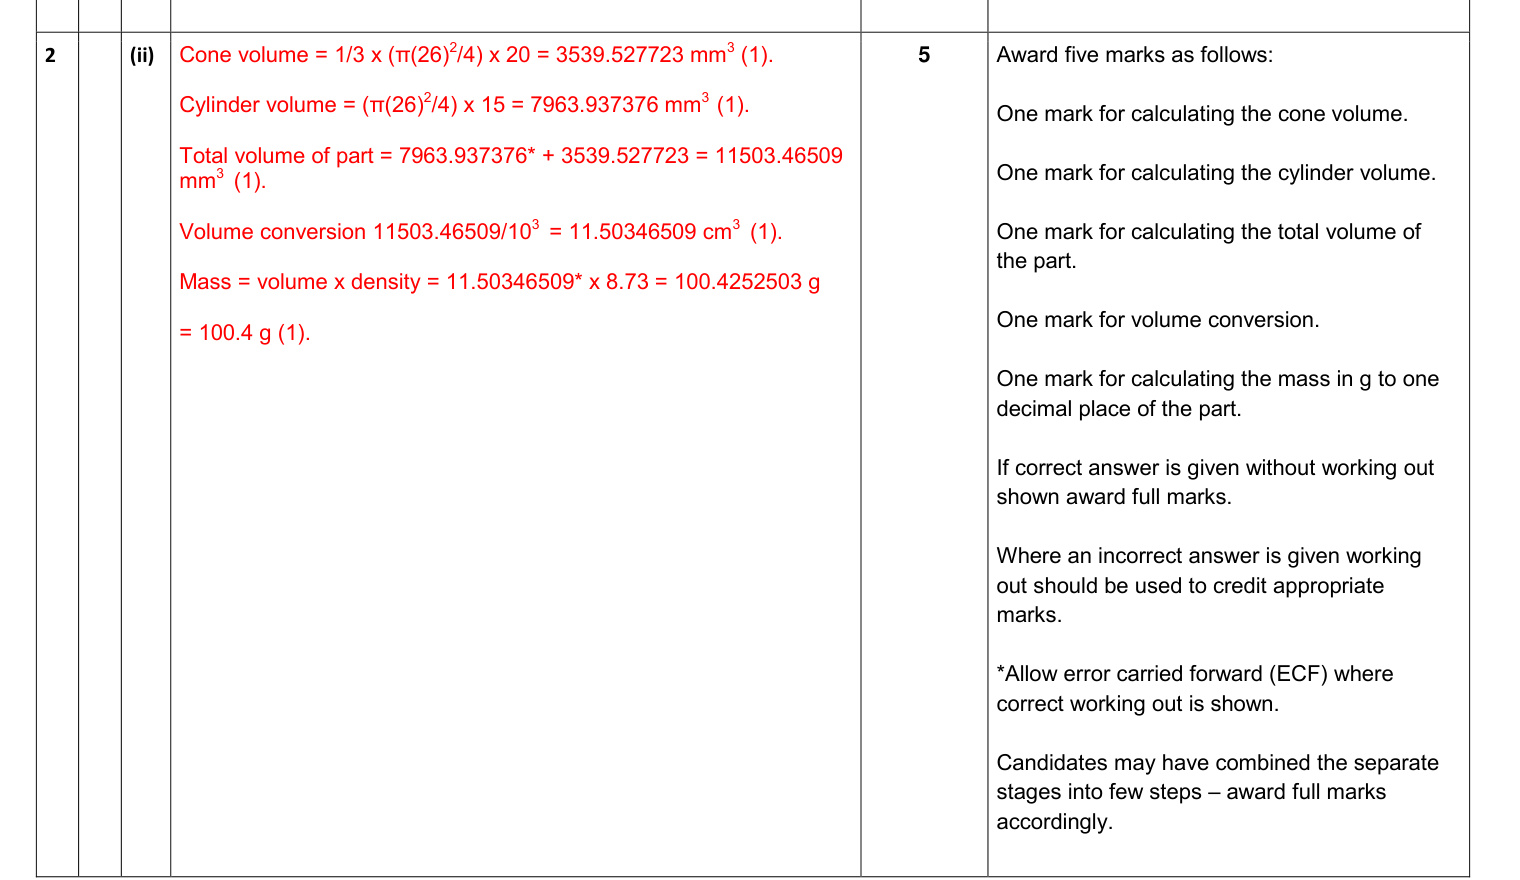 2 (ii) Cone volume = 1/3 x (π(26)²/4) x 20 = 3539.527723 mm³ (1). 5 Award five marks as follows:
Cylinder volume = (π(26)²/4) x 15 = 7963.937376 mm³ (1).
Total volume of part = 7963.937376* + 3539.527723 = 11503.46509
mm³ (1).
Volume conversion 11503.46509/10³ = 11.50346509 cm³ (1).
Mass = volume x density = 11.50346509* x 8.73 = 100.4252503 g
= 100.4 g (1).
One mark for calculating the cone volume.
One mark for calculating the cylinder volume.
One mark for calculating the total volume of
the part.
One mark for volume conversion.
One mark for calculating the mass in g to one
decimal place of the part.
If correct answer is given without working out
shown award full marks.
Where an incorrect answer is given working
out should be used to credit appropriate
marks.
*Allow error carried forward (ECF) where
correct working out is shown.
Candidates may have combined the separate
stages into few steps – award full marks
accordingly.